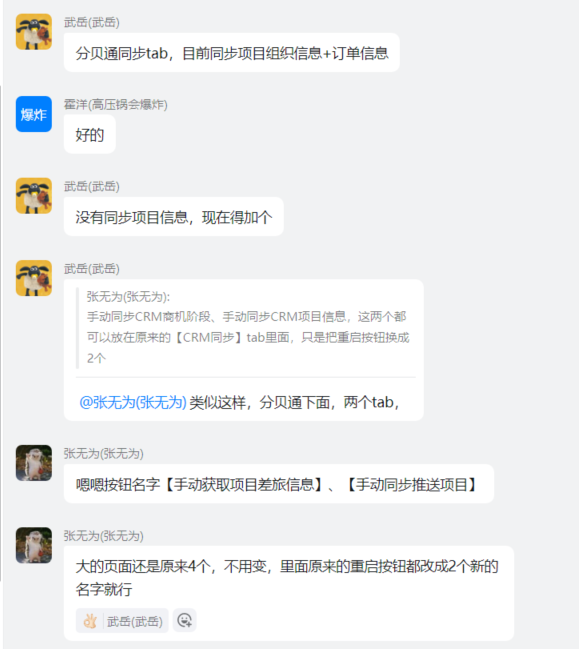 武岳(武岳)
分贝通同步tab，目前同步项目组织信息+订单信息
爆炸
霍洋(高压锅会爆炸)
好的
武岳(武岳)
没有同步项目信息，现在得加个
武岳(武岳)
张无为(张无为):
手动同步CRM商机阶段、手动同步CRM项目信息，这两个都
可以放在原来的【CRM同步】tab里面，只是把重启按钮换成
2个
@张无为(张无为) 类似这样，分贝通下面，两个tab，
张无为(张无为)
嗯嗯按钮名字【手动获取项目差旅信息】、【手动同步推送项目】
张无为(张无为)
大的页面还是原来4个，不用变，里面原来的重启按钮都改成2个新的
名字就行
武岳(武岳)